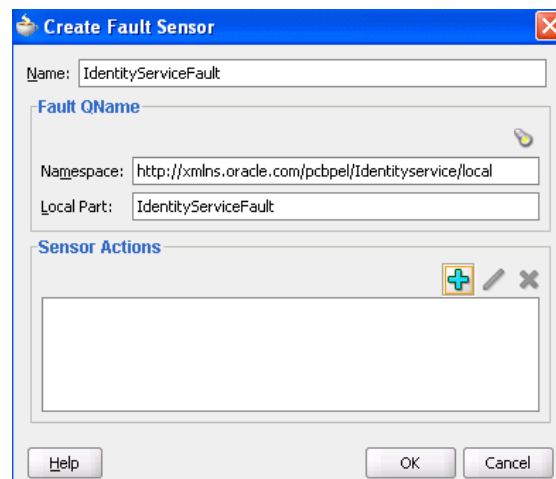 Create Fault Sensor
Name: IdentityServiceFault
Fault QName
Namespace: http://xmlns.oracle.com/pcbpel/Identityservice/local
Local Part: IdentityServiceFault
Sensor Actions
Help OK Cancel